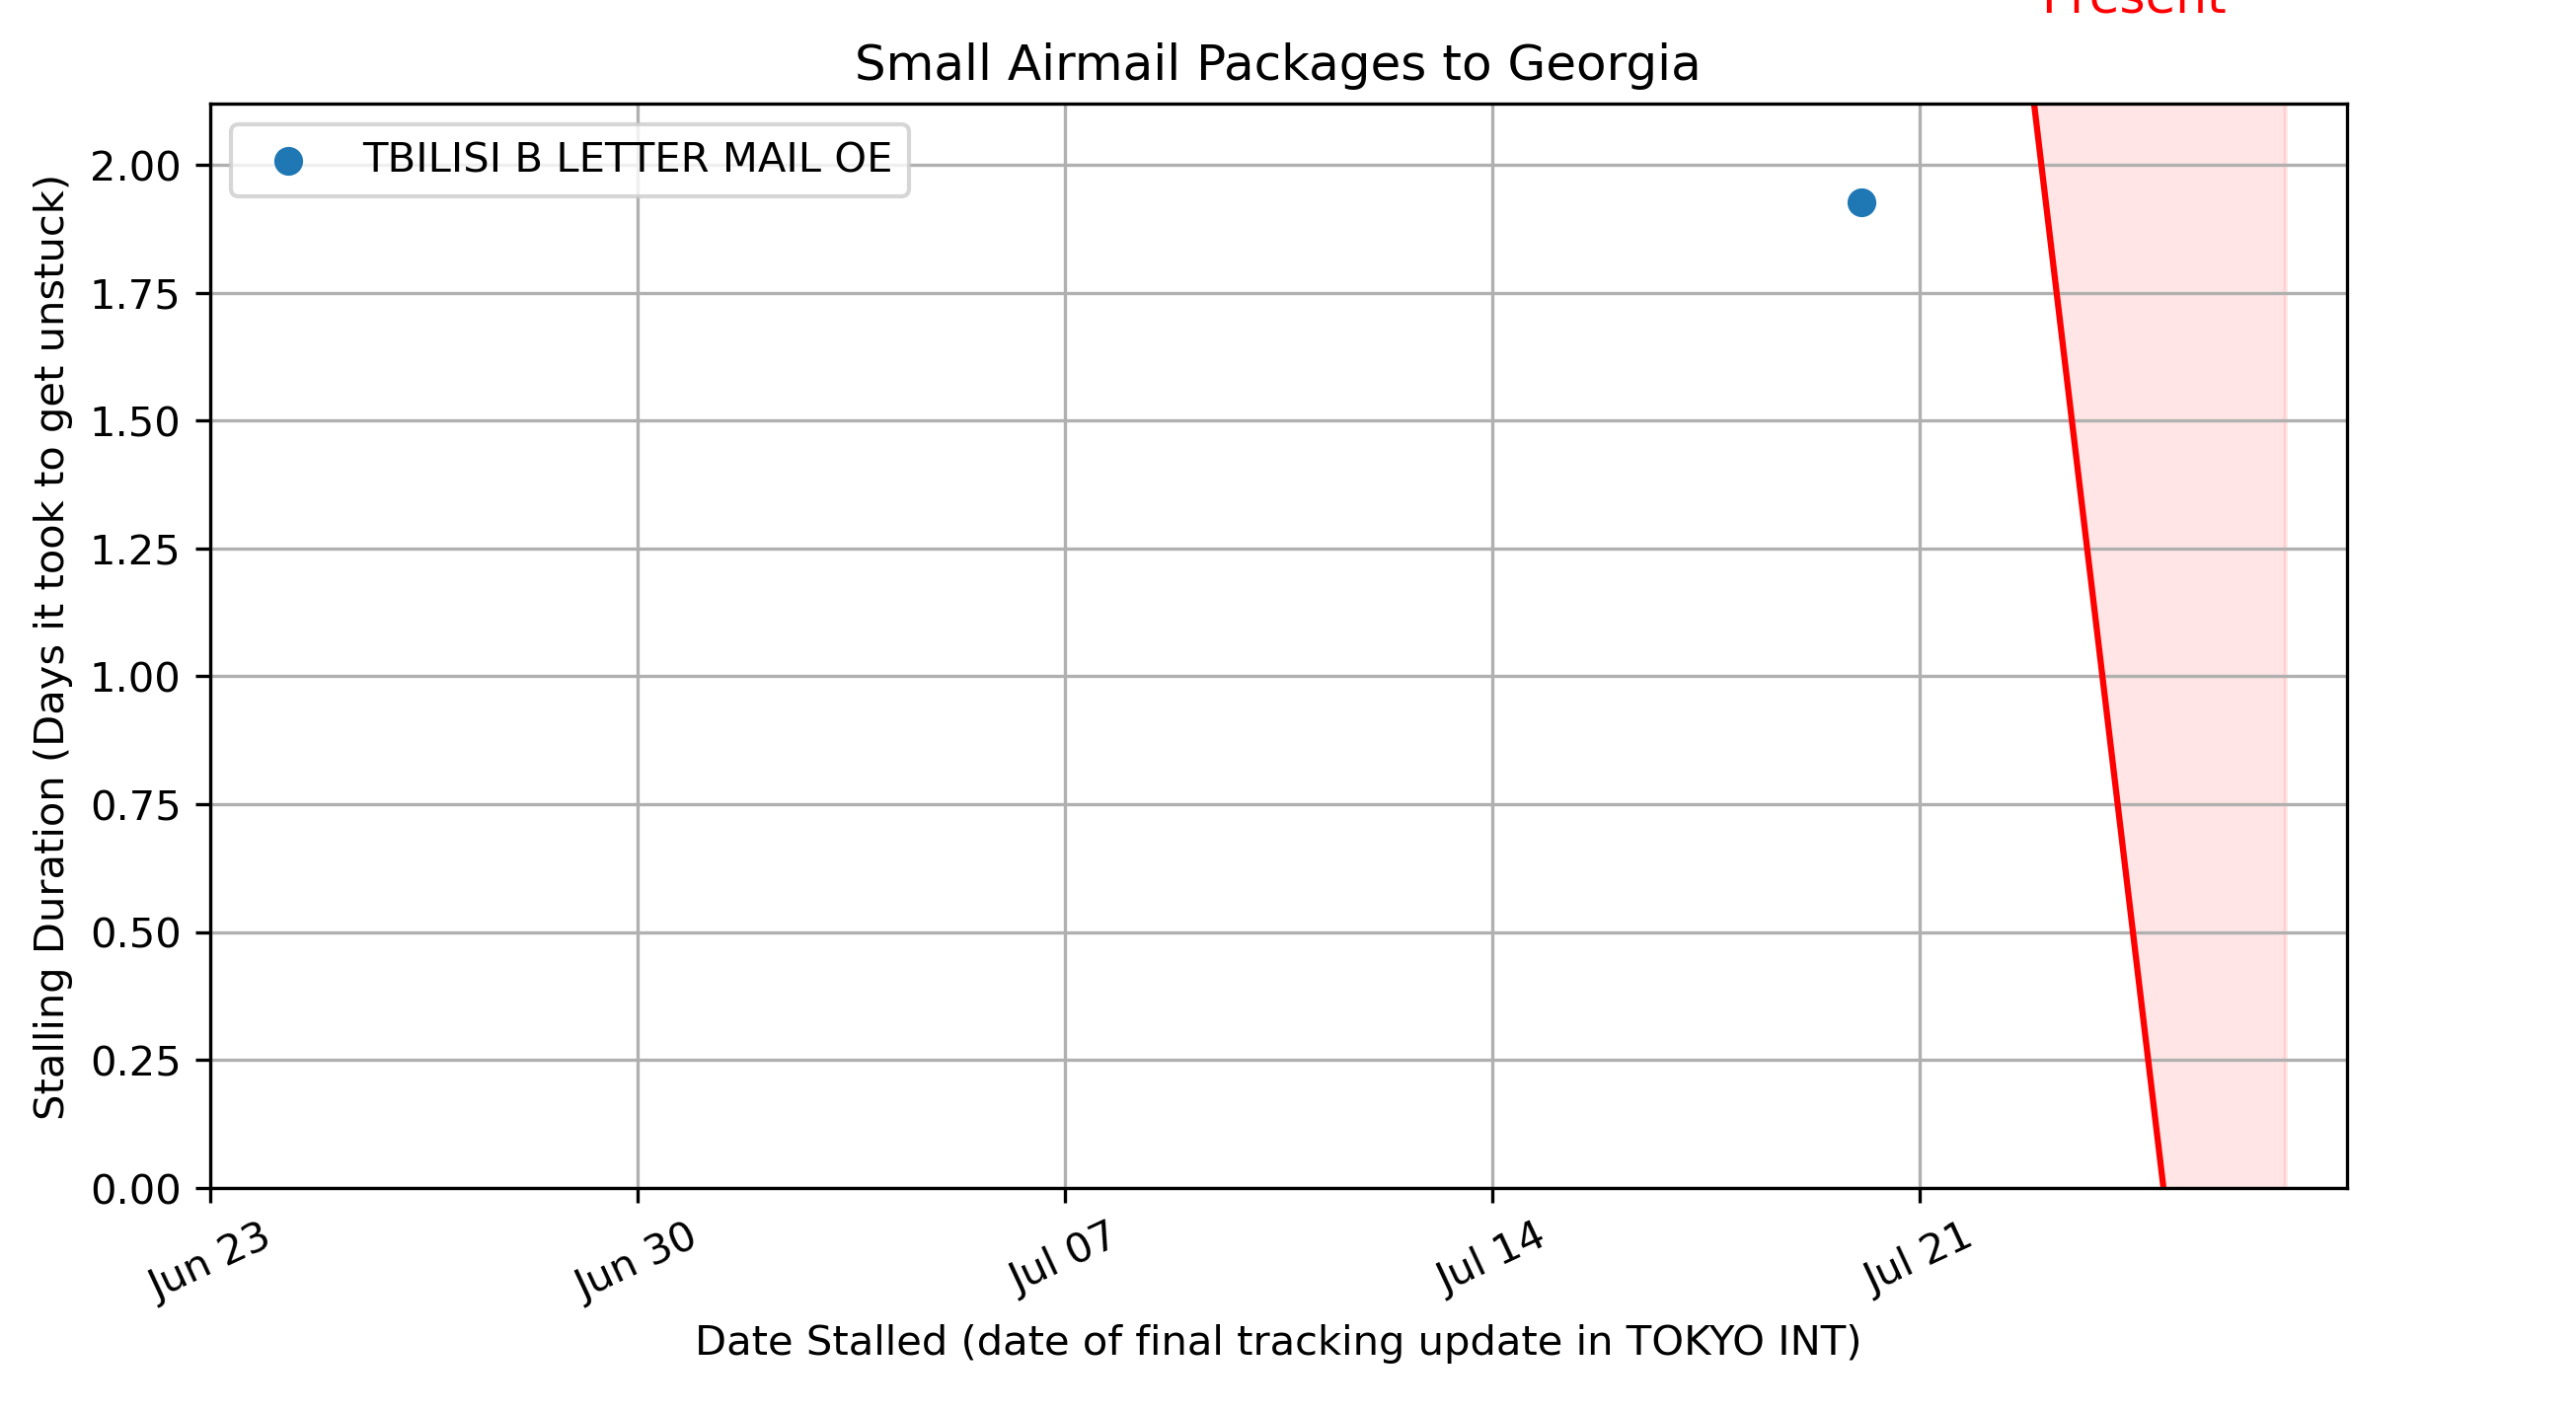 Present
Small Airmail Packages to Georgia
TBILISI B LETTER MAIL OE
2.00
1.75
1.50
1.25
1.00
0.75
0.50
0.25
0.00
Stalling Duration (Days it took to get unstuck)
Jun 23
Jun 30
Jul 07
Jul 14
Jul 21
Date Stalled (date of final tracking update in TOKYO INT)